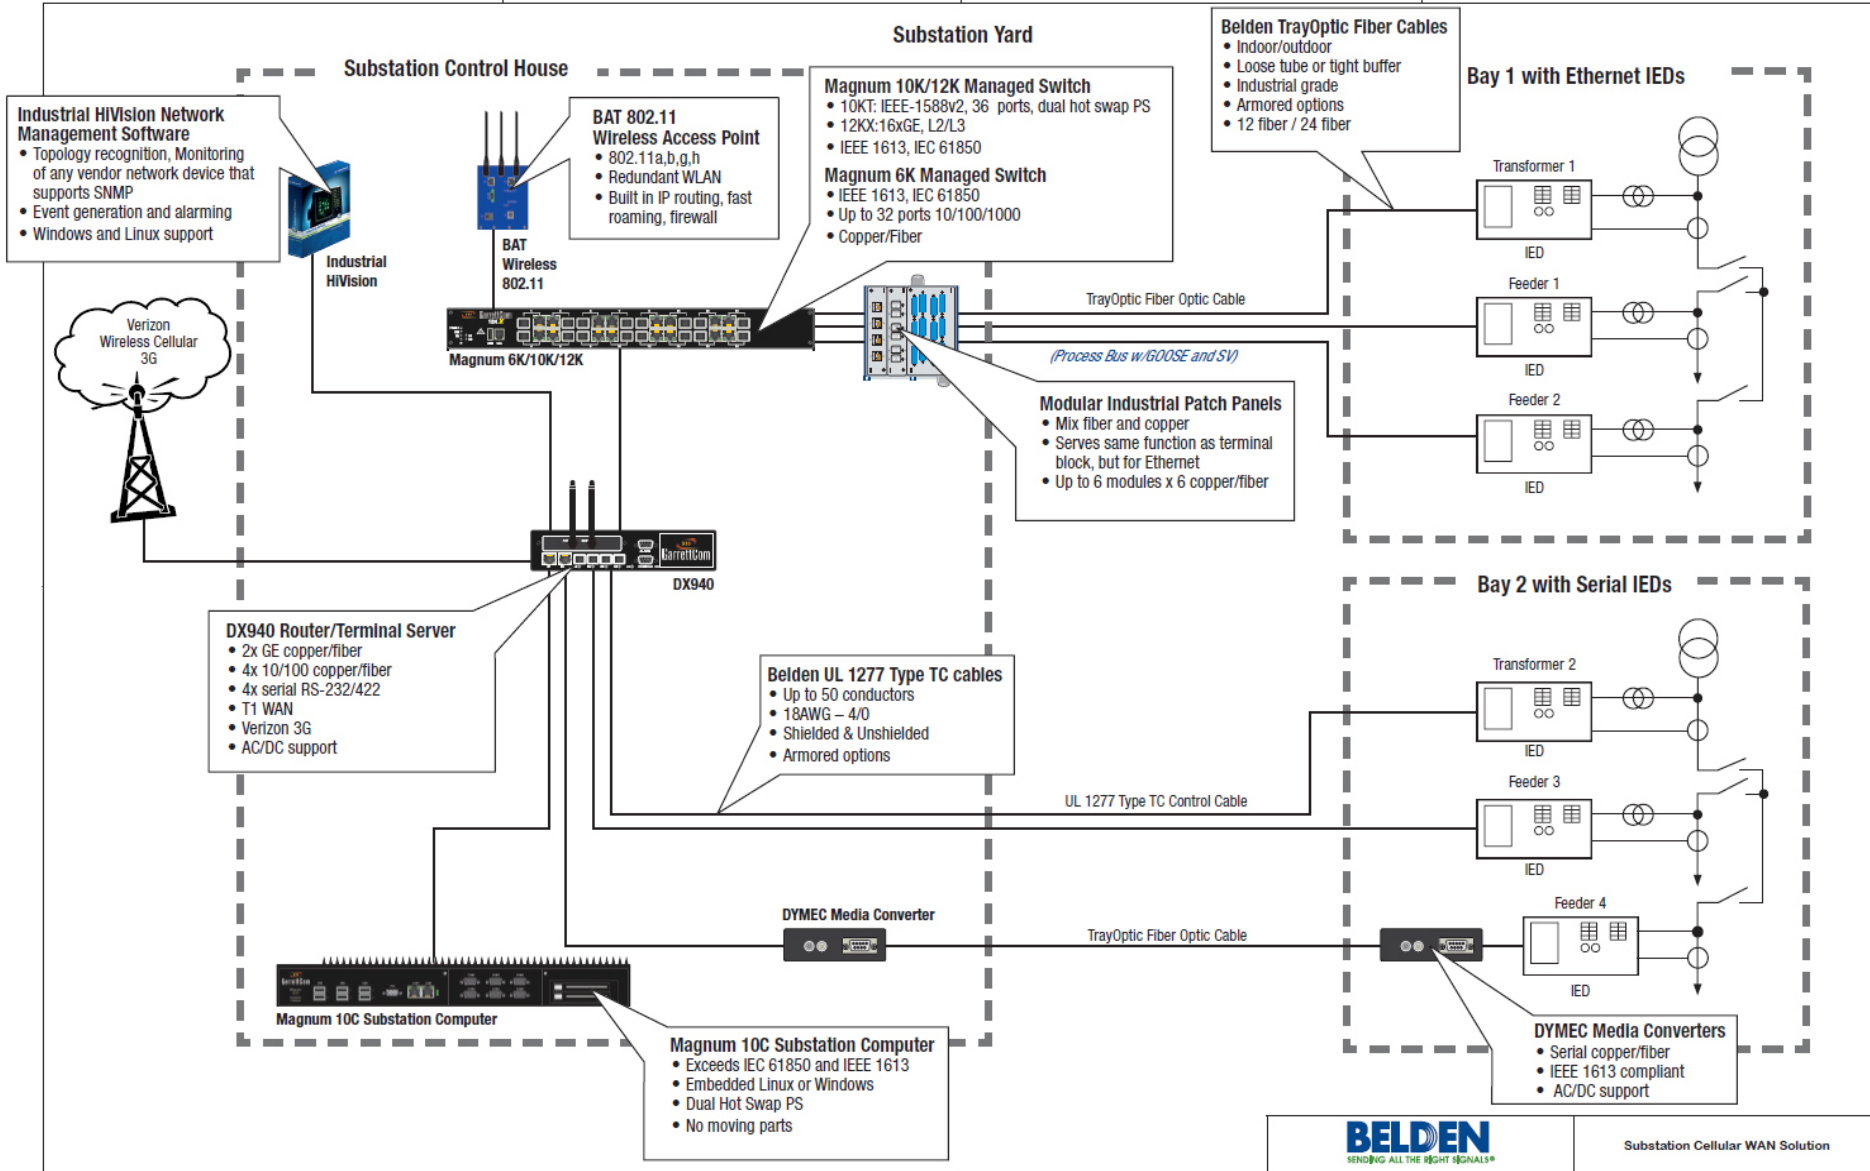 Substation Yard
Substation Control House
Industrial HiVision Network
Management Software
• Topology recognition, Monitoring
of any vendor network device that
supports SNMP
• Event generation and alarming
• Windows and Linux support
Industrial
HiVision
BAT 802.11
Wireless Access Point
• 802.11a,b,g,h
• Redundant WLAN
• Built in IP routing, fast
roaming, firewall
BAT
Wireless
802.11
Magnum 10K/12K Managed Switch
• 10KT: IEEE-1588v2, 36 ports, dual hot swap PS
• 12KX:16xGE, L2/L3
• IEEE 1613, IEC 61850
Magnum 6K Managed Switch
• IEEE 1613, IEC 61850
• Up to 32 ports 10/100/1000
• Copper/Fiber
Belden TrayOptic Fiber Cables
• Indoor/outdoor
• Loose tube or tight buffer
• Industrial grade
• Armored options
• 12 fiber / 24 fiber
Bay 1 with Ethernet IEDs
Transformer 1
IED
Feeder 1
IED
Feeder 2
IED
TrayOptic Fiber Optic Cable
(Process Bus w/GOOSE and SV)
GarrettCom
Magnum 6K/10K/12K
Verizon
Wireless Cellular
3G
Modular Industrial Patch Panels
• Mix fiber and copper
• Serves same function as terminal
block, but for Ethernet
• Up to 6 modules x 6 copper/fiber
GarrettCom
DX940
DX940 Router/Terminal Server
• 2x GE copper/fiber
• 4x 10/100 copper/fiber
• 4x serial RS-232/422
• T1 WAN
• Verizon 3G
• AC/DC support
Belden UL 1277 Type TC cables
• Up to 50 conductors
• 18AWG – 4/0
• Shielded & Unshielded
• Armored options
UL 1277 Type TC Control Cable
Bay 2 with Serial IEDs
Transformer 2
IED
Feeder 3
IED
Feeder 4
IED
DYMEC Media Converter
TrayOptic Fiber Optic Cable
GarrettCom
Magnum 10C Substation Computer
Magnum 10C Substation Computer
• Exceeds IEC 61850 and IEEE 1613
• Embedded Linux or Windows
• Dual Hot Swap PS
• No moving parts
DYMEC Media Converters
• Serial copper/fiber
• IEEE 1613 compliant
• AC/DC support
BELDEN
SENDING ALL THE RIGHT SIGNALS®
Substation Cellular WAN Solution